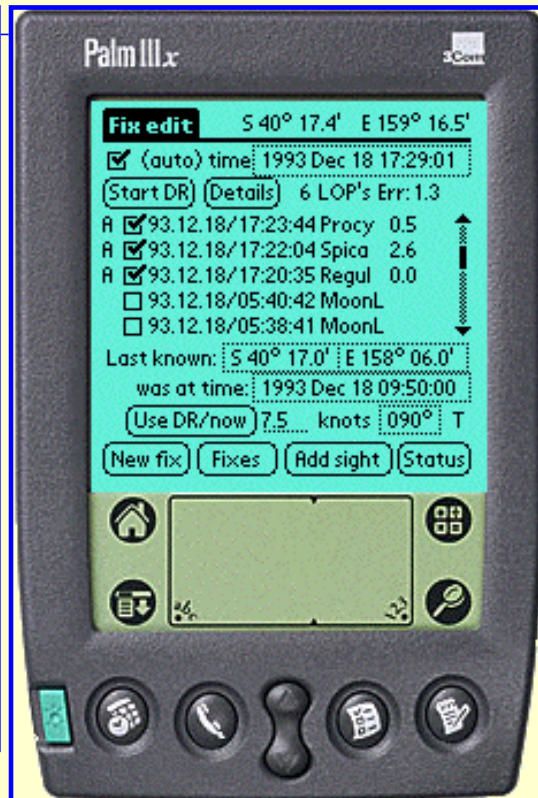 Palm IIIx 3Com
Fix edit S 40° 17.4' E 159° 16.5'
(auto) time: 1993 Dec 18 17:29:01
Start DR Details 6 LOP's Err: 1.3
A 93.12.18/17:23:44 Procy 0.5
A 93.12.18/17:22:04 Spica 2.6
A 93.12.18/17:20:35 Regul 0.0
93.12.18/05:40:42 MoonL
93.12.18/05:38:41 MoonL
Last known: S 40° 17.0' E 158° 06.0'
was at time: 1993 Dec 18 09:50:00
Use DR/now 7.5 knots 090° T
New fix Fixes Add sight Status